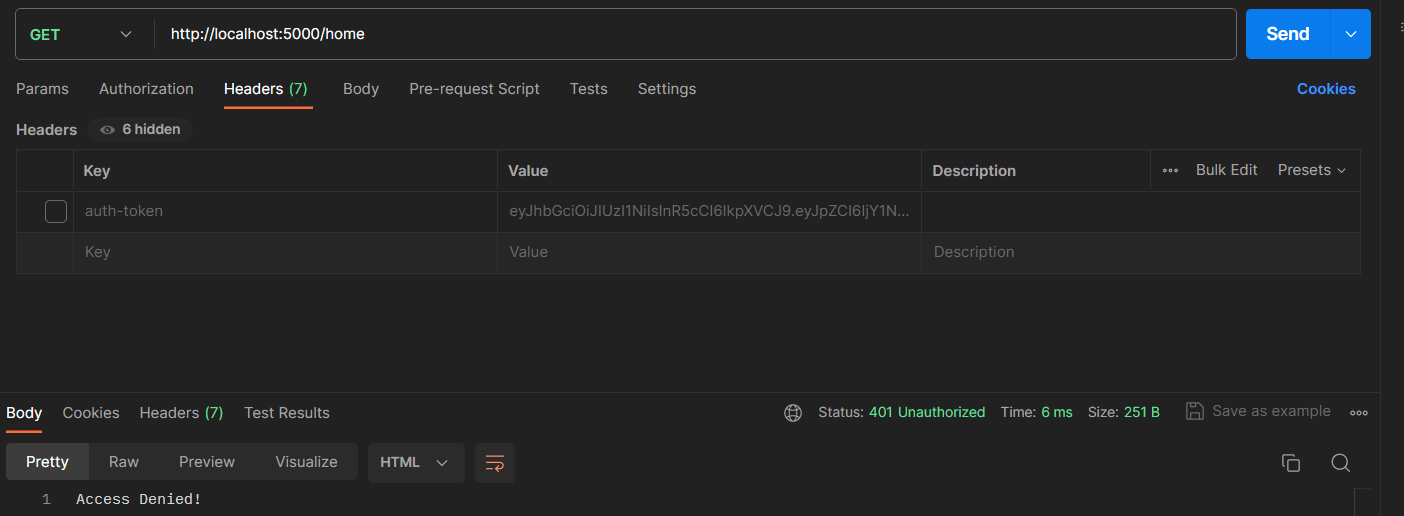 GET http://localhost:5000/home Send
Params Authorization Headers (7) Body Pre-request Script Tests Settings Cookies
Headers 6 hidden
Key Value Description Bulk Edit Presets
auth-token eyJhbGciOiJIUzI1NiIsInR5cCI6IkpXVCJ9.eyJpZCI6IjY1N...
Key Value Description
Body Cookies Headers (7) Test Results Status: 401 Unauthorized Time: 6 ms Size: 251 B Save as example
Pretty Raw Preview Visualize HTML
1 Access Denied!